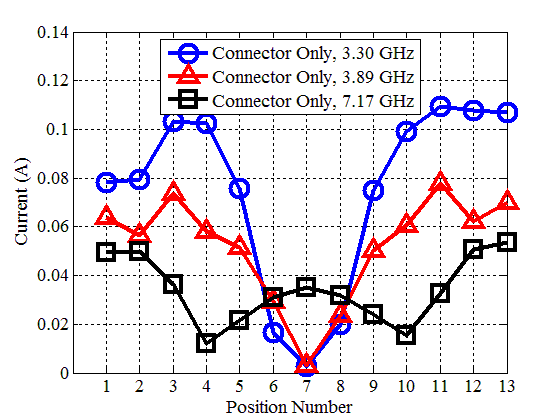 0.14
0.12
0.1
0.08
0.06
0.04
0.02
0
Current (A)
Connector Only, 3.30 GHz
Connector Only, 3.89 GHz
Connector Only, 7.17 GHz
1 2 3 4 5 6 7 8 9 10 11 12 13
Position Number